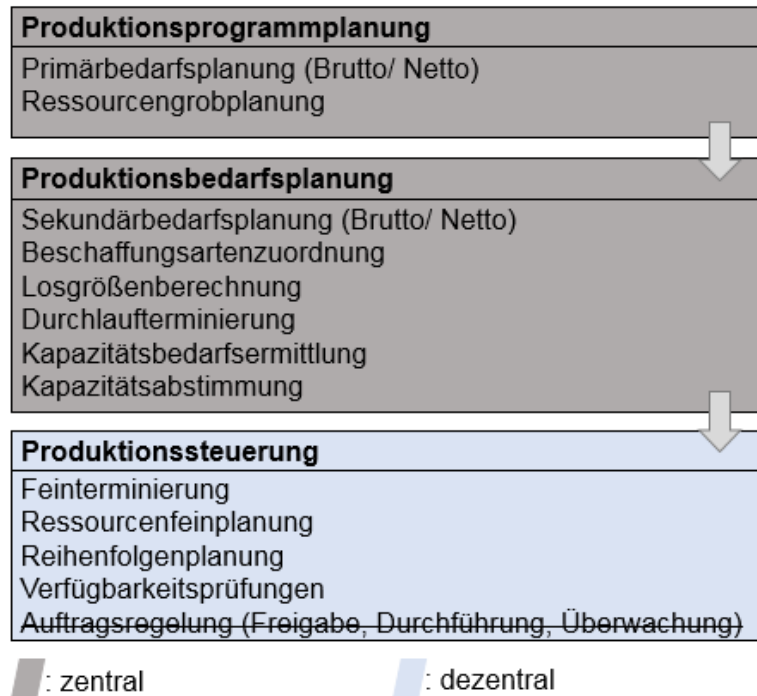 Produktionsprogrammplanung
Primärbedarfsplanung (Brutto/ Netto)
Ressourcengrobplanung
Produktionsbedarfsplanung
Sekundärbedarfsplanung (Brutto/ Netto)
Beschaffungsartenzuordnung
Losgrößenberechnung
Durchlaufterminierung
Kapazitätsbedarfsermittlung
Kapazitätsabstimmung
Produktionssteuerung
Feinterminierung
Ressourcenfeinplanung
Reihenfolgenplanung
Verfügbarkeitsprüfungen
Auftragsregelung (Freigabe, Durchführung, Überwachung)
: zentral : dezentral